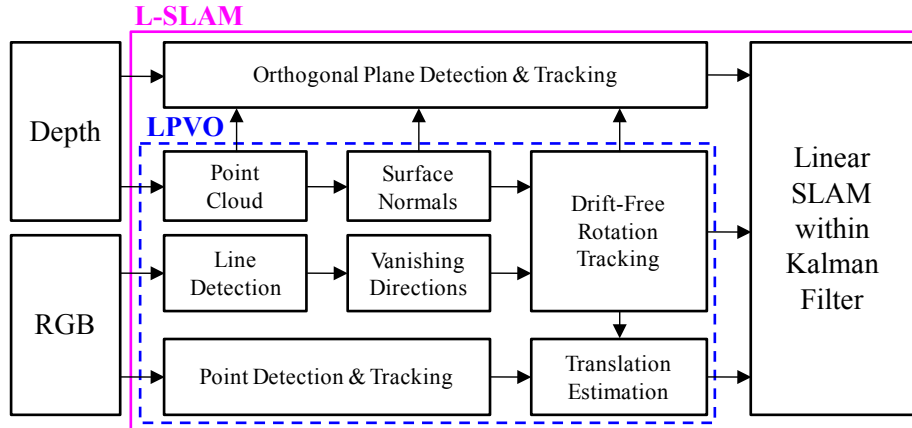 L-SLAM
Depth
Orthogonal Plane Detection & Tracking
LPVO
Point
Cloud
Surface
Normals
Drift-Free
Rotation
Tracking
Linear
SLAM
within
Kalman
Filter
RGB
Line
Detection
Vanishing
Directions
Point Detection & Tracking
Translation
Estimation